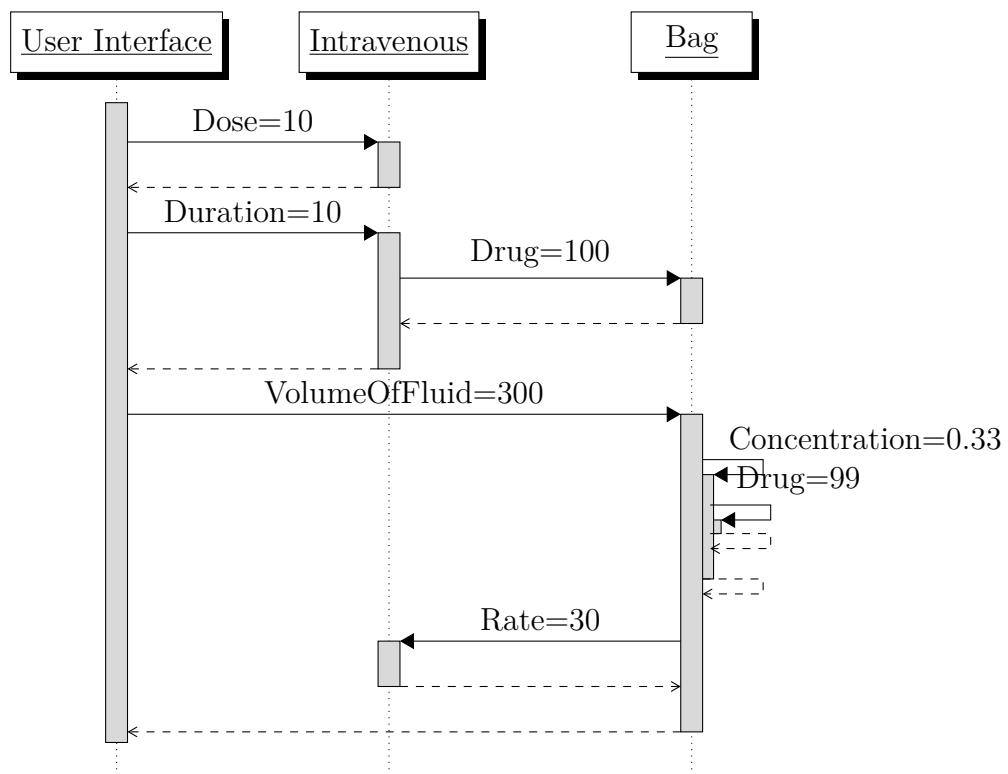 User Interface
Intravenous
Bag
Dose=10
Duration=10
Drug=100
VolumeOfFluid=300
Concentration=0.33
Drug=99
Rate=30